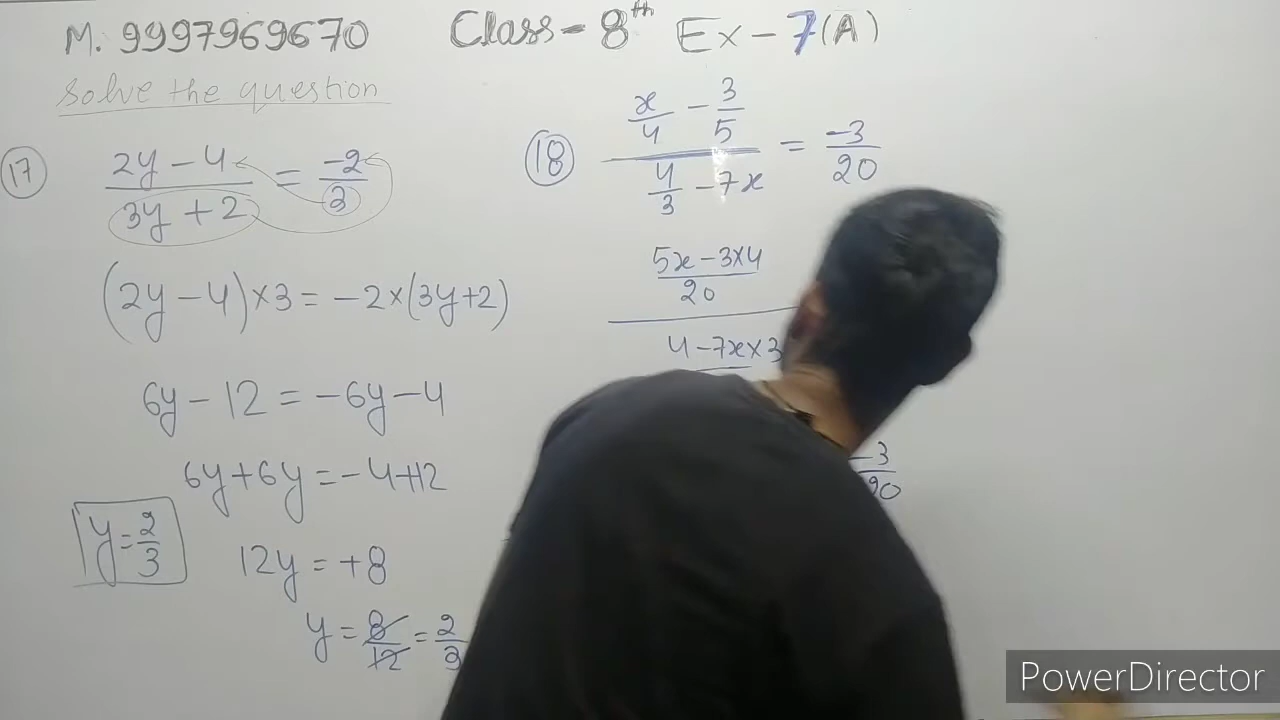 M. 9997969670 Class - 8th Ex - 7(A)
Solve the question
17 (2y - 4)/(3y + 2) = -2/3
(2y - 4) × 3 = -2 × (3y + 2)
6y - 12 = -6y - 4
6y + 6y = -4 + 12
12y = +8
y = 8/12 = 2/3
y = 2/3
18 (x/4 - 3/5)/(4/3 - 7x) = -3/20
5x - 3×4
20
4 - 7x×3
-3/20
PowerDirector